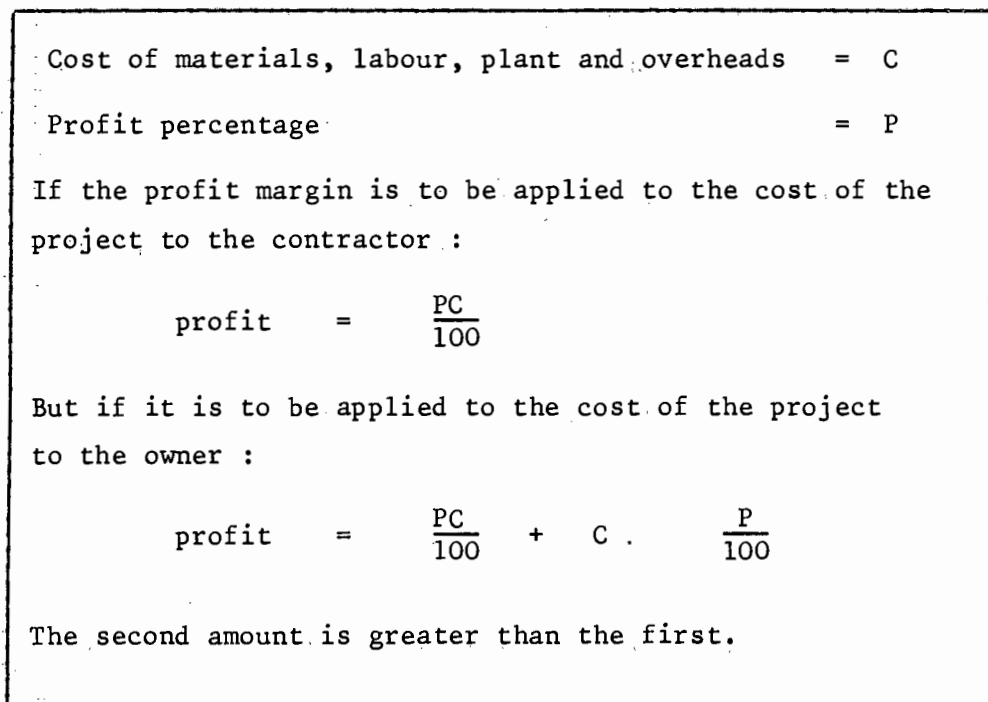 Cost of materials, labour, plant and overheads = C
Profit percentage = P
If the profit margin is to be applied to the cost of the
project to the contractor :
profit = PC/100
But if it is to be applied to the cost of the project
to the owner :
profit = PC/100 + C . P/100
The second amount is greater than the first.